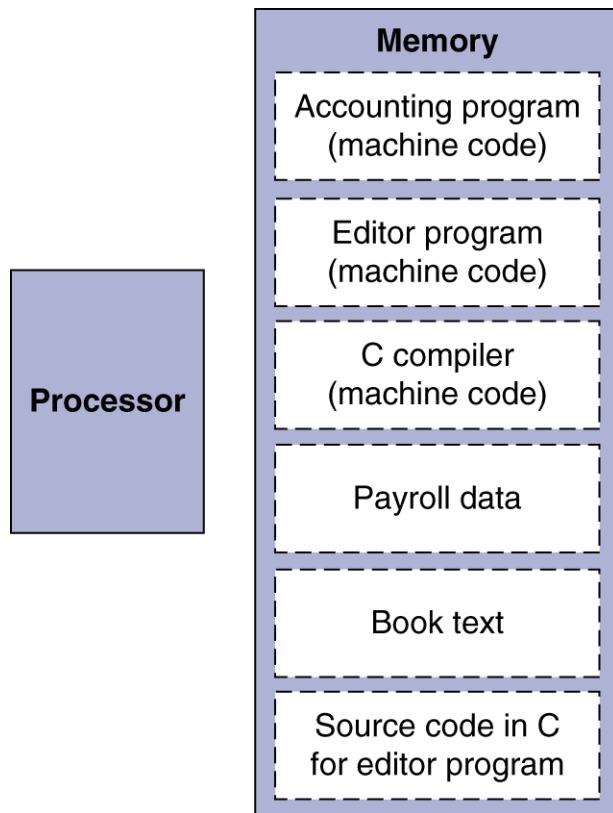 Memory
Accounting program
(machine code)
Editor program
(machine code)
C compiler
(machine code)
Processor
Payroll data
Book text
Source code in C
for editor program